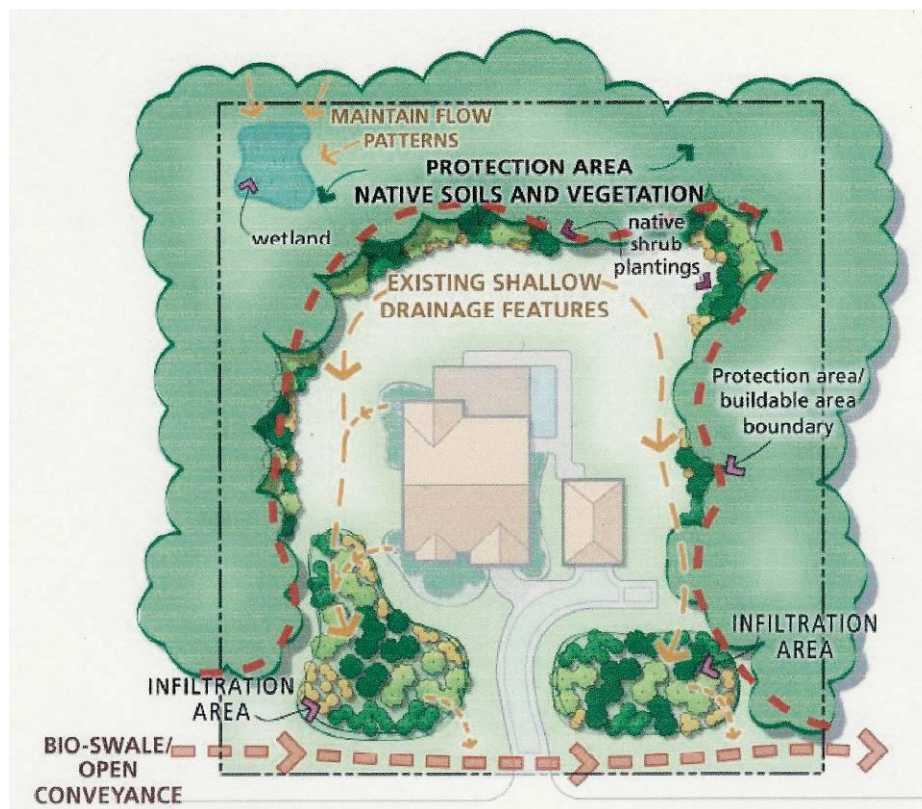 MAINTAIN FLOW
PATTERNS
PROTECTION AREA
NATIVE SOILS AND VEGETATION
wetland
native
shrub
plantings
EXISTING SHALLOW
DRAINAGE FEATURES
Protection area/
buildable area
boundary
INFILTRATION
AREA
INFILTRATION
AREA
BIO-SWALE/
OPEN
CONVEYANCE